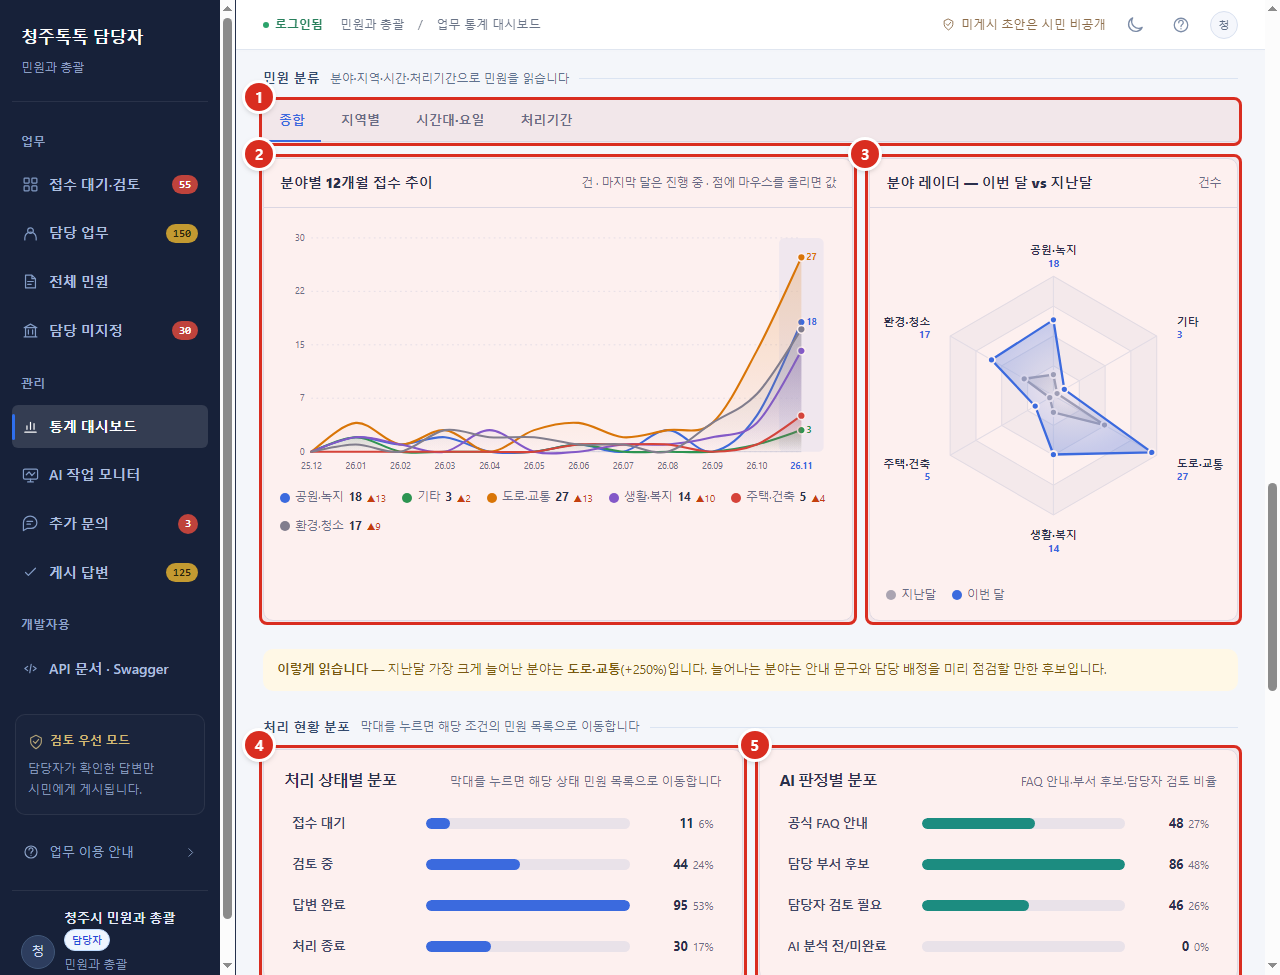 청주톡톡 담당자
민원과 총괄
업무
접수 대기·검토 55
담당 업무 150
전체 민원
담당 미지정 30
관리
통계 대시보드
AI 작업 모니터
추가 문의 3
게시 답변 125
개발자용
API 문서 · Swagger
검토 우선 모드
담당자가 확인한 답변만
시민에게 게시됩니다.
업무 이용 안내
청주시 민원과 총괄
청 담당자
민원과 총괄
로그인됨 민원과 총괄 / 업무 통계 대시보드 미게시 초안은 시민 비공개 청
민원 분류 분야·지역·시간·처리기간으로 민원을 읽습니다
1
종합 지역별 시간대·요일 처리기간
2
분야별 12개월 접수 추이 건 · 마지막 달은 진행 중 · 점에 마우스를 올리면 값
30
22
15
7
0
27
18
3
25.12 26.01 26.02 26.03 26.04 26.05 26.06 26.07 26.08 26.09 26.10 26.11
공원·녹지 18 ▲13 기타 3 ▲2 도로·교통 27 ▲13 생활·복지 14 ▲10 주택·건축 5 ▲4
환경·청소 17 ▲9
3
분야 레이더 — 이번 달 vs 지난달 건수
공원·녹지
18
환경·청소
17
기타
3
주택·건축
5
도로·교통
27
생활·복지
14
지난달 이번 달
이렇게 읽습니다 — 지난달 가장 크게 늘어난 분야는 도로·교통(+250%)입니다. 늘어나는 분야는 안내 문구와 담당 배정을 미리 점검할 만한 후보입니다.
처리 현황 분포 막대를 누르면 해당 조건의 민원 목록으로 이동합니다
4
처리 상태별 분포 막대를 누르면 해당 상태 민원 목록으로 이동합니다
접수 대기 11 6%
검토 중 44 24%
답변 완료 95 53%
처리 종료 30 17%
5
AI 판정별 분포 FAQ 안내·부서 후보·담당자 검토 비율
공식 FAQ 안내 48 27%
담당 부서 후보 86 48%
담당자 검토 필요 46 26%
AI 분석 전/미완료 0 0%